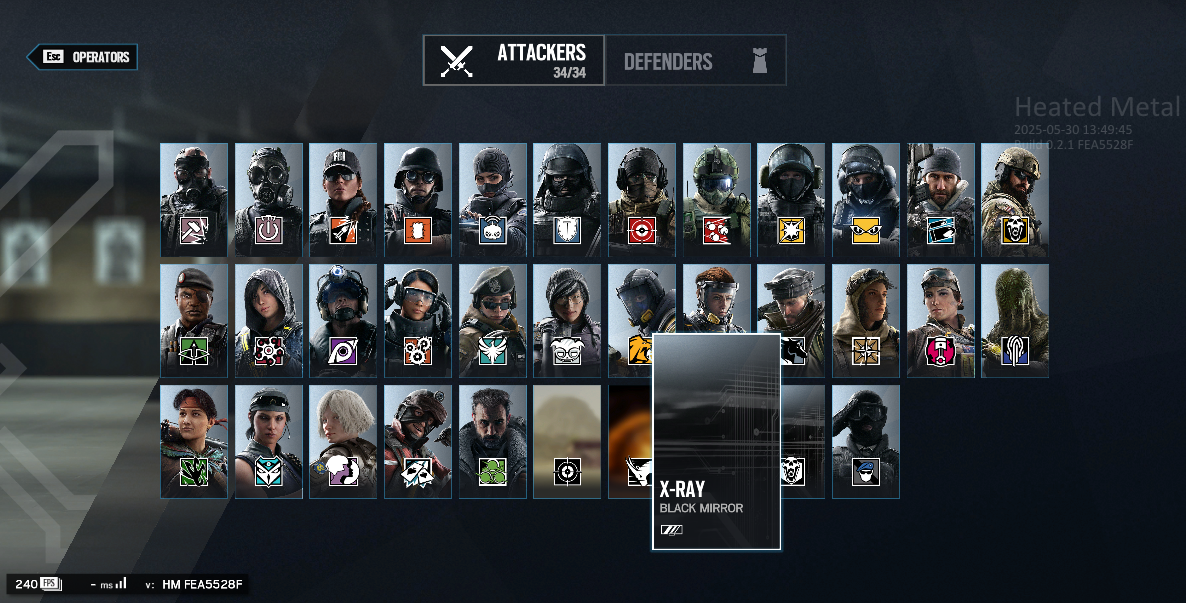 Esc OPERATORS
ATTACKERS
34/34
DEFENDERS
Heated Metal
2025-05-30 13:49:45
Build 0.2.1 FEA5528F
X-RAY
BLACK MIRROR
240 FPS - ms v: HM FEA5528F